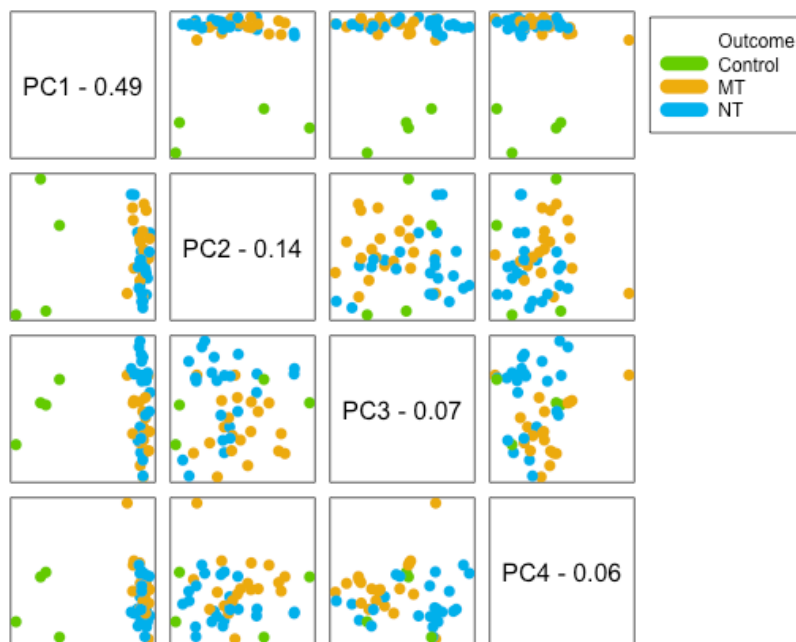 PC1 - 0.49
Outcome
Control
MT
NT
PC2 - 0.14
PC3 - 0.07
PC4 - 0.06